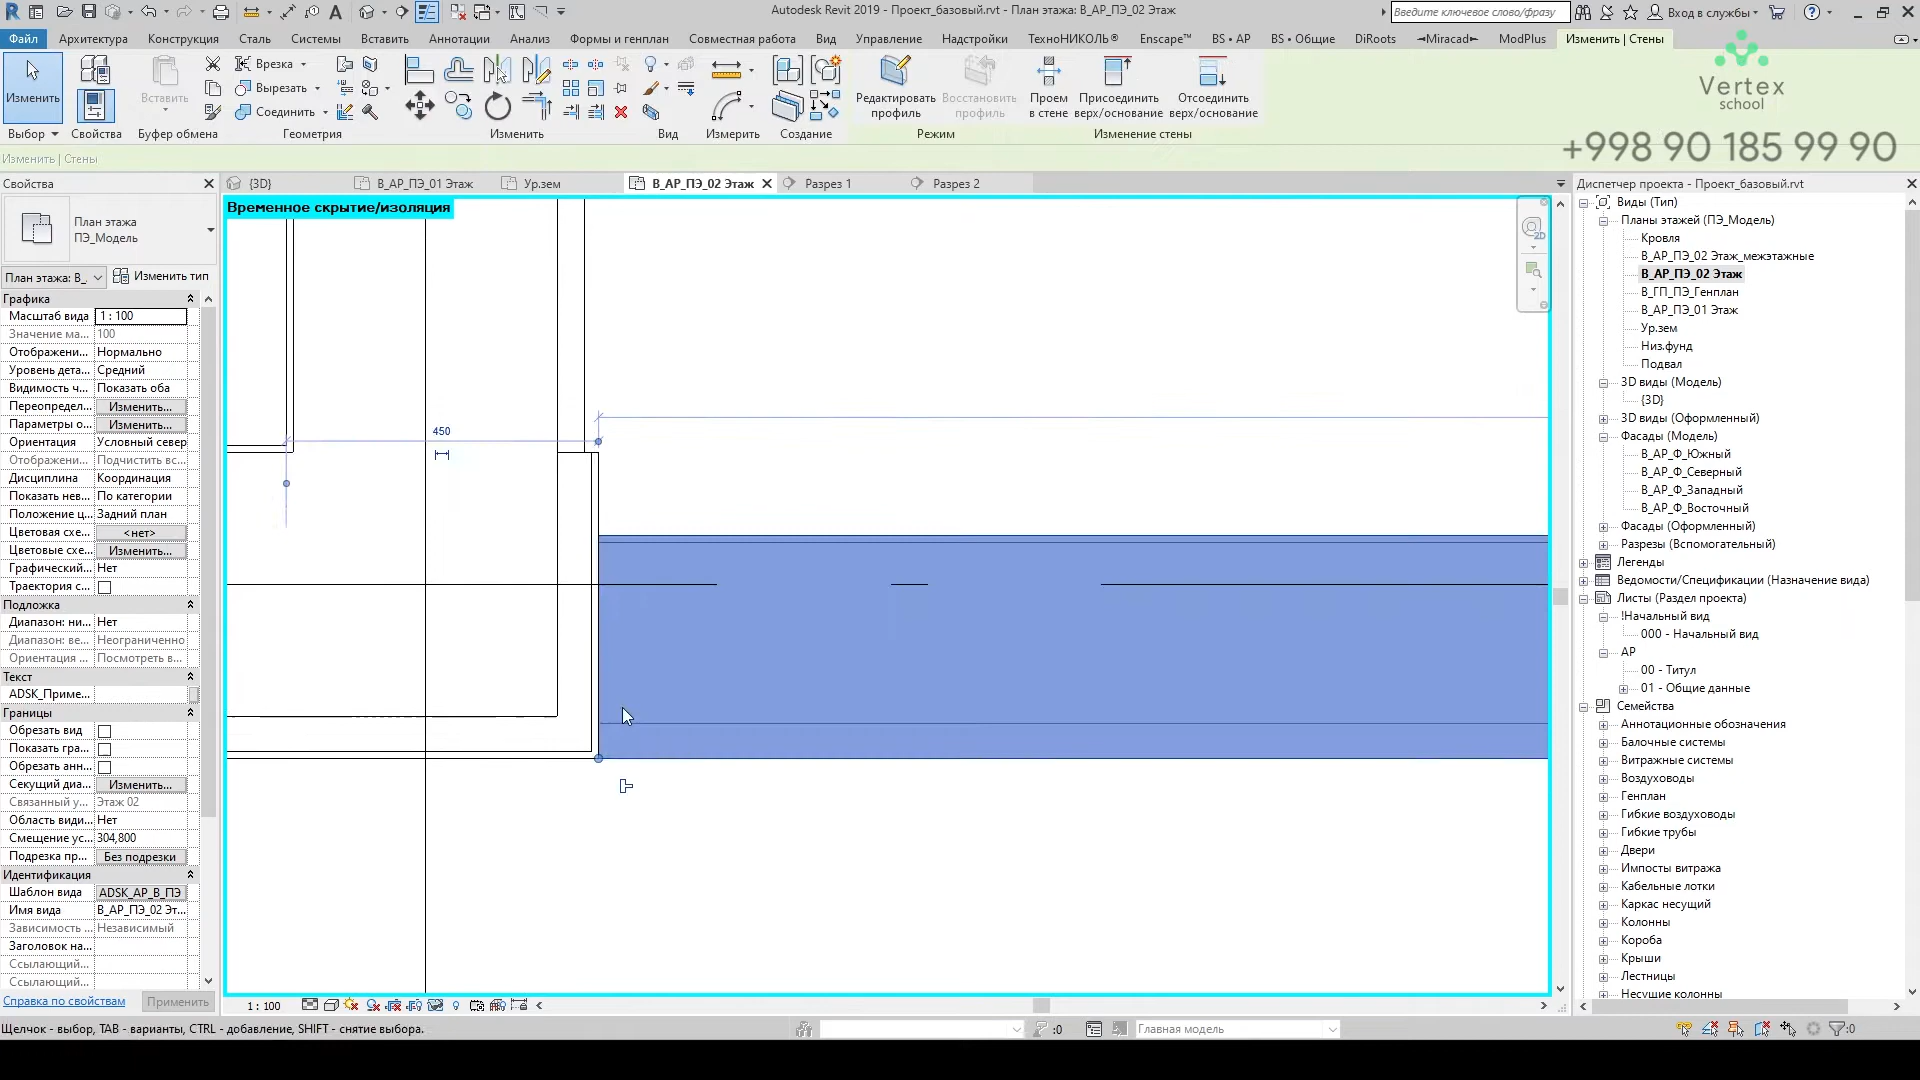 Autodesk Revit 2019 - Проект_базовый.rvt - План этажа: В_АР_ПЭ_02 Этаж
Введите ключевое слово/фразу
Вход в службы
Файл Архитектура Конструкция Сталь Системы Вставить Аннотации Анализ Формы и генплан Совместная работа Вид Управление Надстройки ТехноНИКОЛЬ® Enscape™ BS • АР BS • Общие DiRoots ◄Miracad► ModPlus Изменить | Стены
Изменить
Вставить
Врезка
Вырезать
Соединить
Редактировать профиль
Восстановить профиль
Проем в стене
Присоединить верх/основание
Отсоединить верх/основание
Выбор Свойства Буфер обмена Геометрия Изменить Вид Измерить Создание Режим Изменение стены
Vertex
school
+998 90 185 99 90
Изменить | Стены
Свойства
{3D} В_АР_ПЭ_01 Этаж Ур.зем В_АР_ПЭ_02 Этаж Разрез 1 Разрез 2
Диспетчер проекта - Проект_базовый.rvt
План этажа
ПЭ_Модель
План этажа: В_
Изменить тип
Графика
Масштаб вида 1 : 100
Значение ма... 100
Отображени... Нормально
Уровень дета... Средний
Видимость ч... Показать оба
Переопредел... Изменить...
Параметры о... Изменить...
Ориентация Условный север
Отображени... Подчистить вс...
Дисциплина Координация
Показать нев... По категории
Положение ц... Задний план
Цветовая схе... <нет>
Цветовые схе... Изменить...
Графический... Нет
Траектория с...
Подложка
Диапазон: ни... Нет
Диапазон: ве... Неограниченно
Ориентация ... Посмотреть в...
Текст
ADSK_Приме...
Границы
Обрезать вид
Показать гра...
Обрезать анн...
Секущий диа... Изменить...
Связанный у... Этаж 02
Область види... Нет
Смещение ус... 304,800
Подрезка пр... Без подрезки
Идентификация
Шаблон вида ADSK_АР_В_ПЭ
Имя вида В_АР_ПЭ_02 Эт...
Зависимость ... Независимый
Заголовок на...
Ссылающий...
Ссылающий...
Справка по свойствам
Применить
Временное скрытие/изоляция
450
2D
1 : 100
Виды (Тип)
Планы этажей (ПЭ_Модель)
Кровля
В_АР_ПЭ_02 Этаж_межэтажные
В_АР_ПЭ_02 Этаж
В_ГП_ПЭ_Генплан
В_АР_ПЭ_01 Этаж
Ур.зем
Низ.фунд
Подвал
3D виды (Модель)
{3D}
3D виды (Оформленный)
Фасады (Модель)
В_АР_Ф_Южный
В_АР_Ф_Северный
В_АР_Ф_Западный
В_АР_Ф_Восточный
Фасады (Оформленный)
Разрезы (Вспомогательный)
Легенды
Ведомости/Спецификации (Назначение вида)
Листы (Раздел проекта)
!Начальный вид
000 - Начальный вид
АР
00 - Титул
01 - Общие данные
Семейства
Аннотационные обозначения
Балочные системы
Витражные системы
Воздуховоды
Генплан
Гибкие воздуховоды
Гибкие трубы
Двери
Импосты витража
Кабельные лотки
Каркас несущий
Колонны
Короба
Крыши
Лестницы
Несущие колонны
Щелчок - выбор, TAB - варианты, CTRL - добавление, SHIFT - снятие выбора.
:0
Главная модель
:0